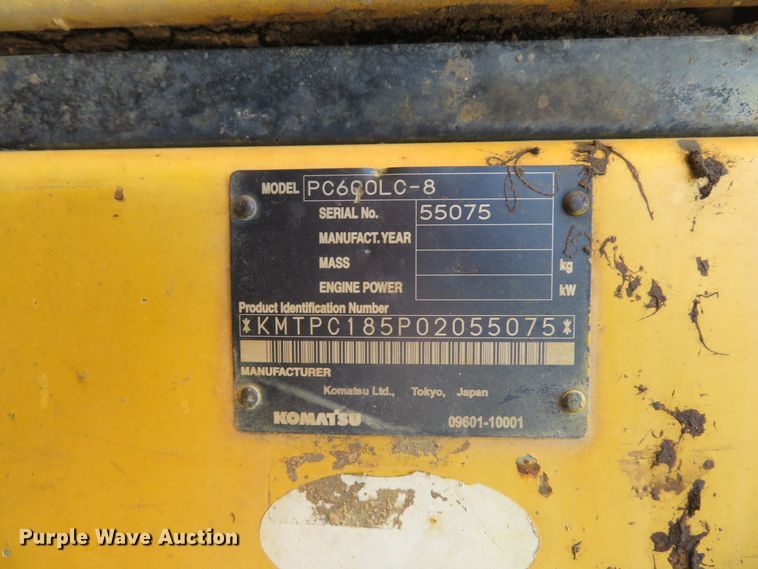 MODEL PC600LC-8
SERIAL No. 55075
MANUFACT. YEAR
MASS kg
ENGINE POWER kW
Product Identification Number
*KMTPC185P02055075*
MANUFACTURER
Komatsu Ltd., Tokyo, Japan
KOMATSU 09601-10001
Purple Wave Auction®